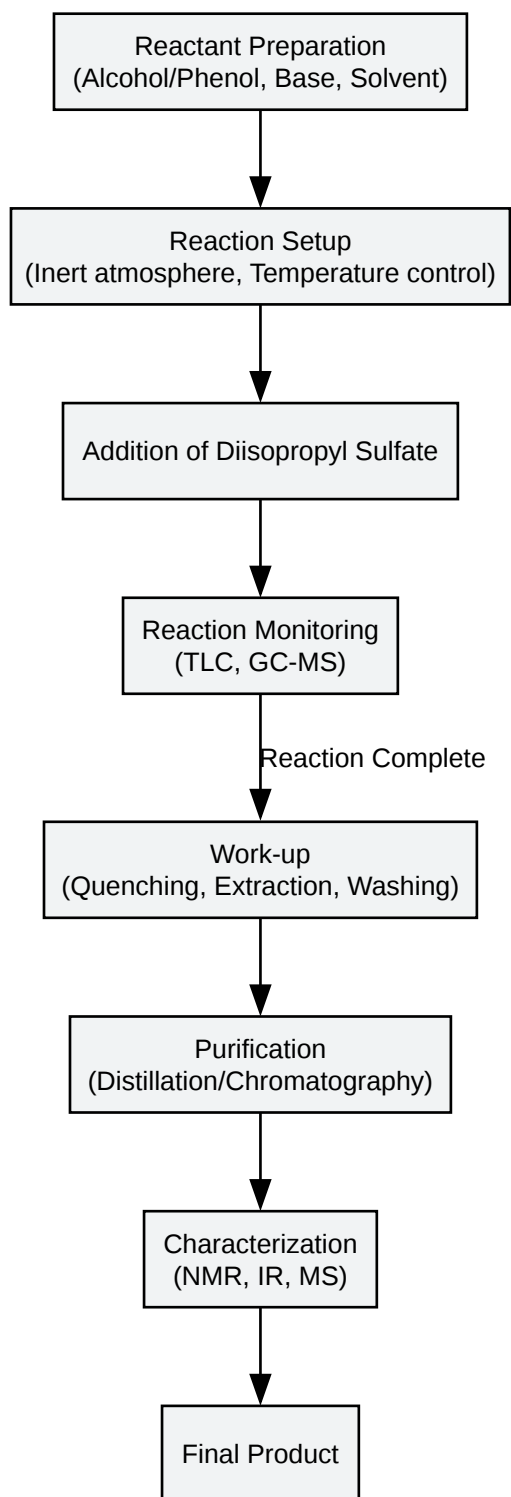 Reactant Preparation
(Alcohol/Phenol, Base, Solvent)
Reaction Setup
(Inert atmosphere, Temperature control)
Addition of Diisopropyl Sulfate
Reaction Monitoring
(TLC, GC-MS)
Reaction Complete
Work-up
(Quenching, Extraction, Washing)
Purification
(Distillation/Chromatography)
Characterization
(NMR, IR, MS)
Final Product